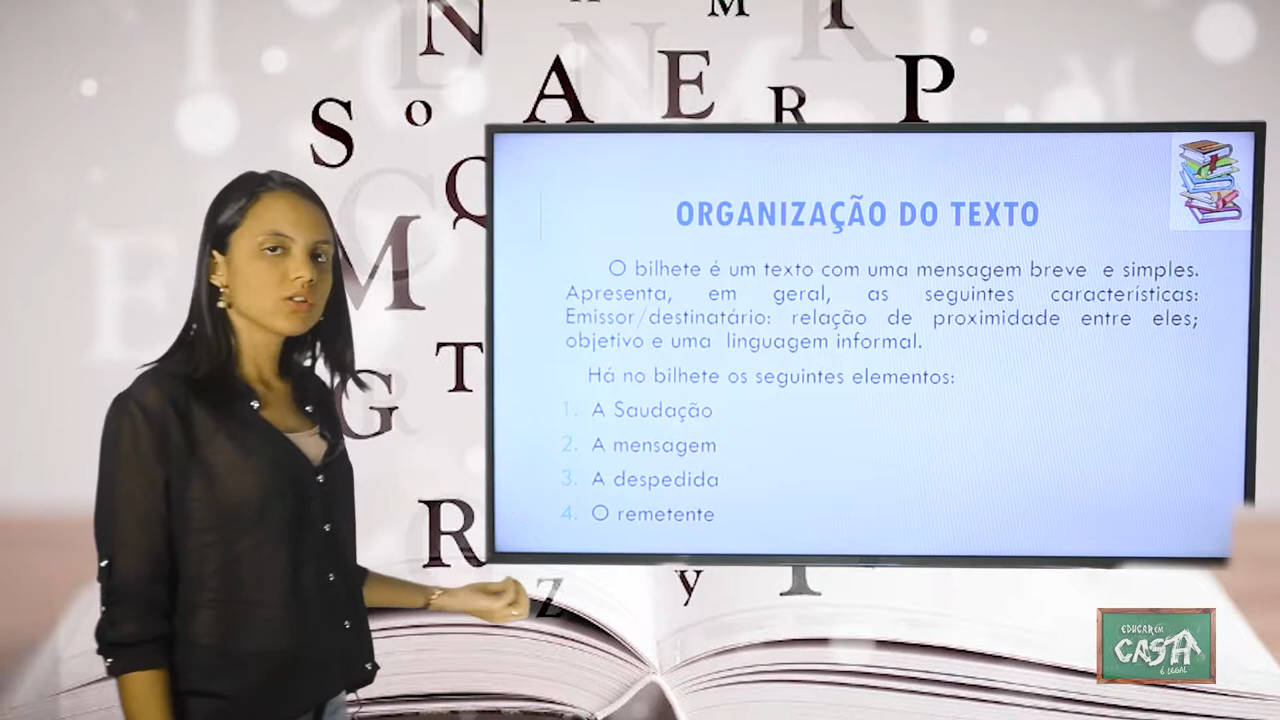 N M I
A E P
S o R
Q
M
T
G
ORGANIZAÇÃO DO TEXTO
O bilhete é um texto com uma mensagem breve e simples.
Apresenta, em geral, as seguintes características:
Emissor/destinatário: relação de proximidade entre eles;
objetivo e uma linguagem informal.
Há no bilhete os seguintes elementos:
1. A Saudação
2. A mensagem
3. A despedida
4. O remetente
R
Z y I
EDUCAR EM
CASA
É LEGAL